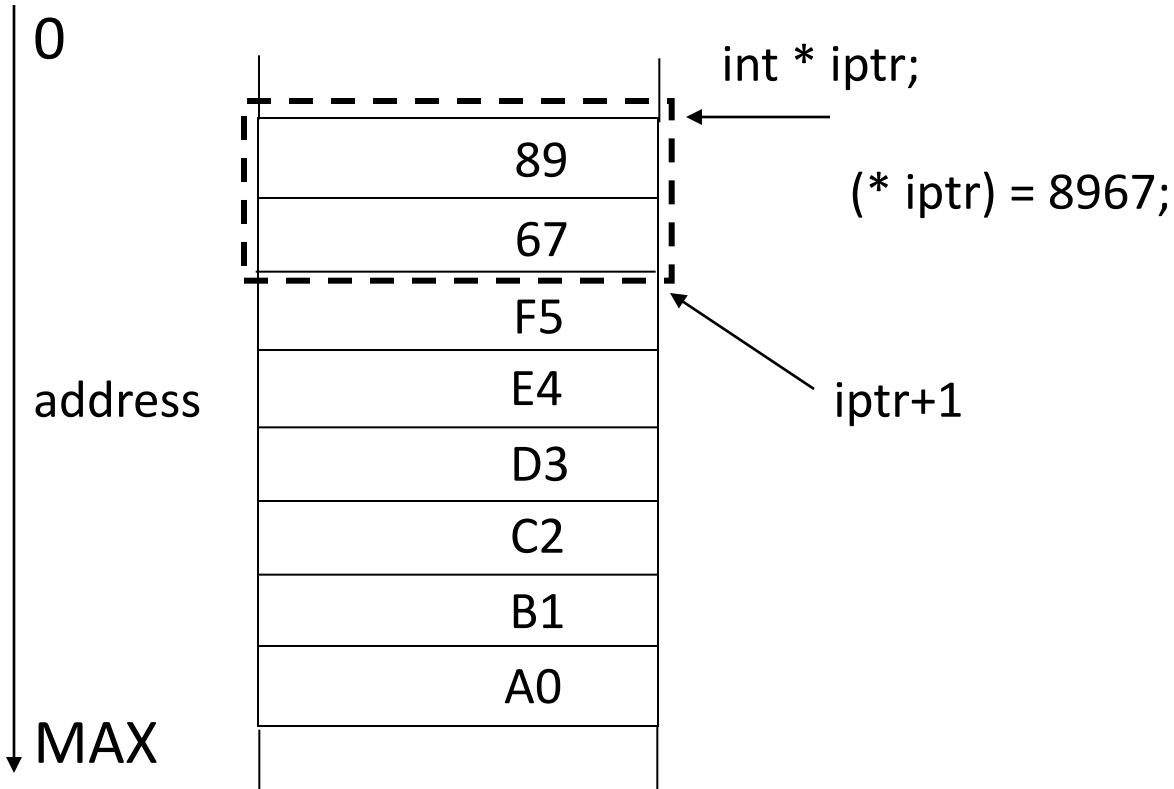 0
int * iptr;
89
(* iptr) = 8967;
67
F5
E4
address
iptr+1
D3
C2
B1
A0
MAX